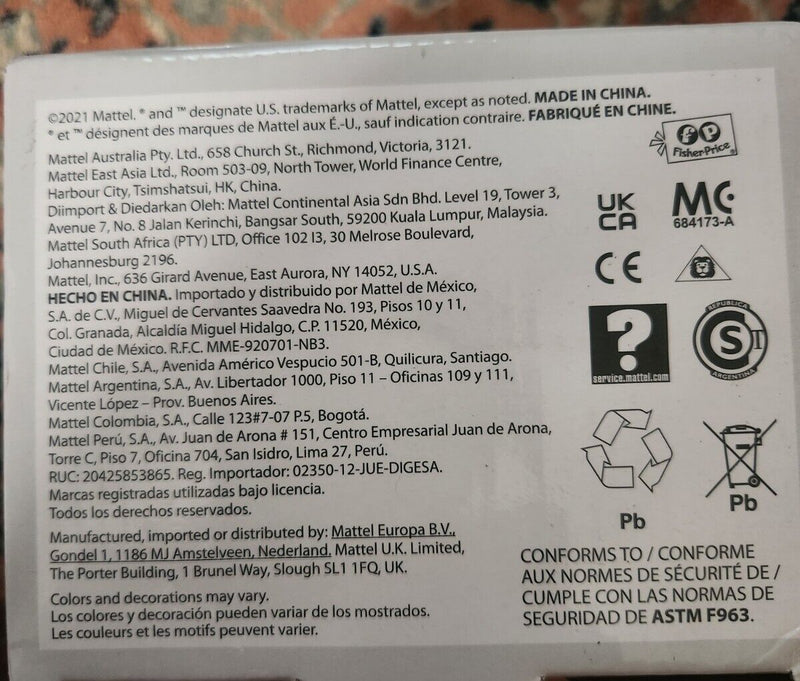 ©2021 Mattel. ® and ™ designate U.S. trademarks of Mattel, except as noted. MADE IN CHINA.
® et ™ désignent des marques de Mattel aux É.-U., sauf indication contraire. FABRIQUÉ EN CHINE.
Mattel Australia Pty. Ltd., 658 Church St., Richmond, Victoria, 3121.
Mattel East Asia Ltd., Room 503-09, North Tower, World Finance Centre,
Harbour City, Tsimshatsui, HK, China.
Diimport & Diedarkan Oleh: Mattel Continental Asia Sdn Bhd. Level 19, Tower 3,
Avenue 7, No. 8 Jalan Kerinchi, Bangsar South, 59200 Kuala Lumpur, Malaysia.
Mattel South Africa (PTY) LTD, Office 102 I3, 30 Melrose Boulevard,
Johannesburg 2196.
Mattel, Inc., 636 Girard Avenue, East Aurora, NY 14052, U.S.A.
HECHO EN CHINA. Importado y distribuido por Mattel de México,
S.A. de C.V., Miguel de Cervantes Saavedra No. 193, Pisos 10 y 11,
Col. Granada, Alcaldía Miguel Hidalgo, C.P. 11520, México,
Ciudad de México. R.F.C. MME-920701-NB3.
Mattel Chile, S.A., Avenida Américo Vespucio 501-B, Quilicura, Santiago.
Mattel Argentina, S.A., Av. Libertador 1000, Piso 11 – Oficinas 109 y 111,
Vicente López – Prov. Buenos Aires.
Mattel Colombia, S.A., Calle 123#7-07 P.5, Bogotá.
Mattel Perú, S.A., Av. Juan de Arona # 151, Centro Empresarial Juan de Arona,
Torre C, Piso 7, Oficina 704, San Isidro, Lima 27, Perú.
RUC: 20425853865. Reg. Importador: 02350-12-JUE-DIGESA.
Marcas registradas utilizadas bajo licencia.
Todos los derechos reservados.
Manufactured, imported or distributed by: Mattel Europa B.V.,
Gondel 1, 1186 MJ Amstelveen, Nederland. Mattel U.K. Limited,
The Porter Building, 1 Brunel Way, Slough SL1 1FQ, UK.
Colors and decorations may vary.
Los colores y decoración pueden variar de los mostrados.
Les couleurs et les motifs peuvent varier.
FP
Fisher-Price®
UK
CA
MC
684173-A
CE
?
service.mattel.com
REPUBLICA
S
ARGENTINA
Pb
Pb
CONFORMS TO / CONFORME
AUX NORMES DE SÉCURITÉ DE /
CUMPLE CON LAS NORMAS DE
SEGURIDAD DE ASTM F963.